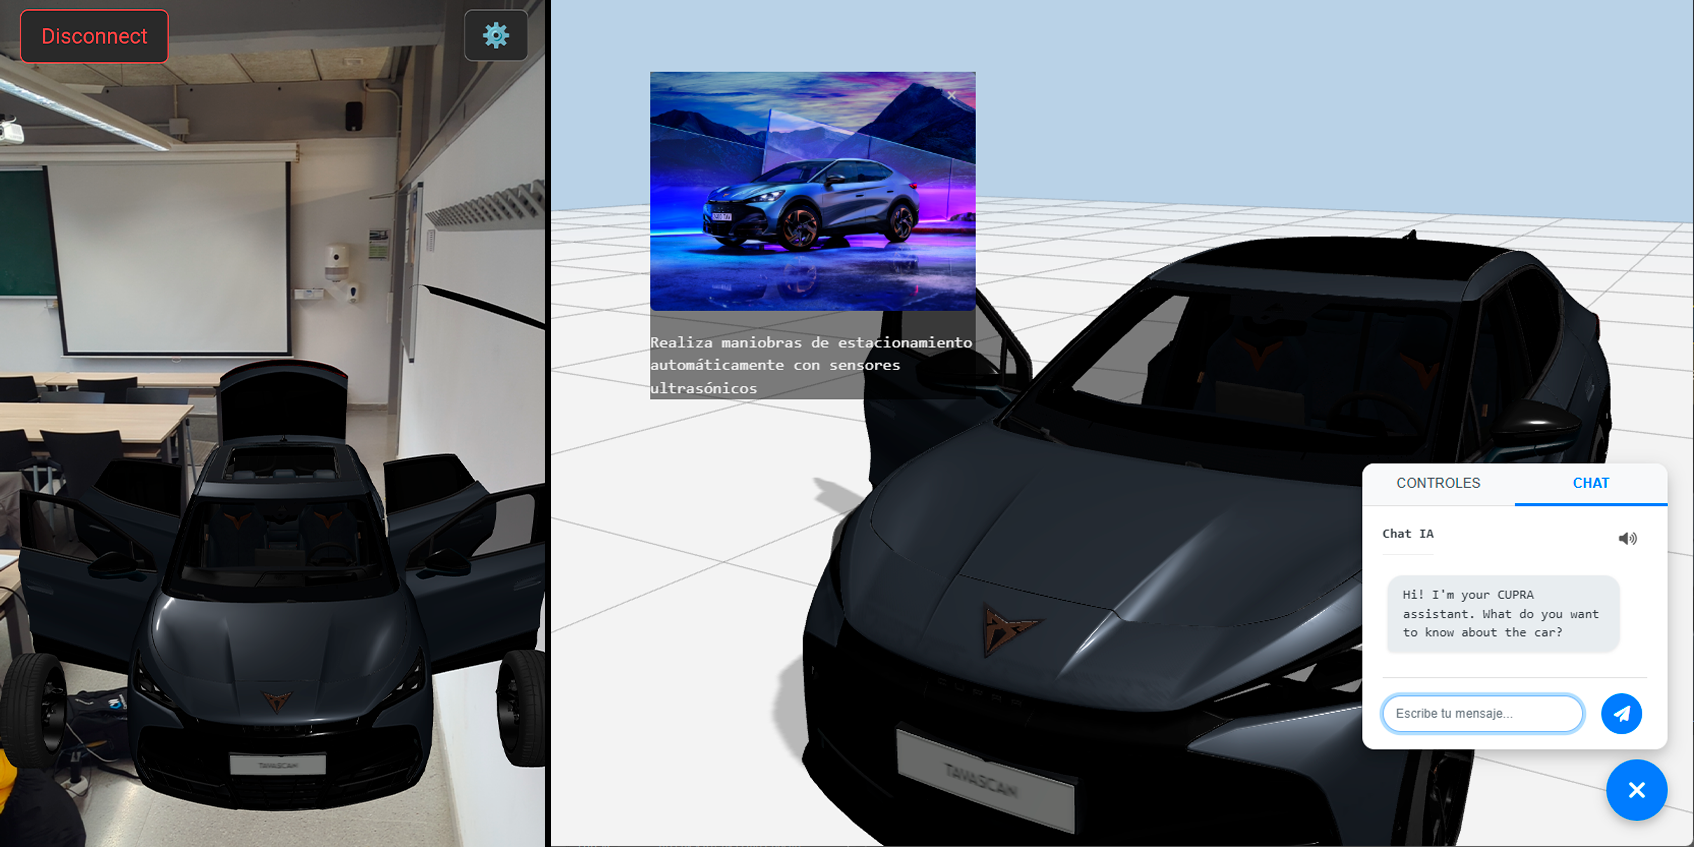 Disconnect
TAVASCAN
Realiza maniobras de estacionamiento
automáticamente con sensores
ultrasónicos
CUPRA
TAVASCAN
CONTROLES
CHAT
Chat IA
Hi! I'm your CUPRA
assistant. What do you want
to know about the car?
Escribe tu mensaje...